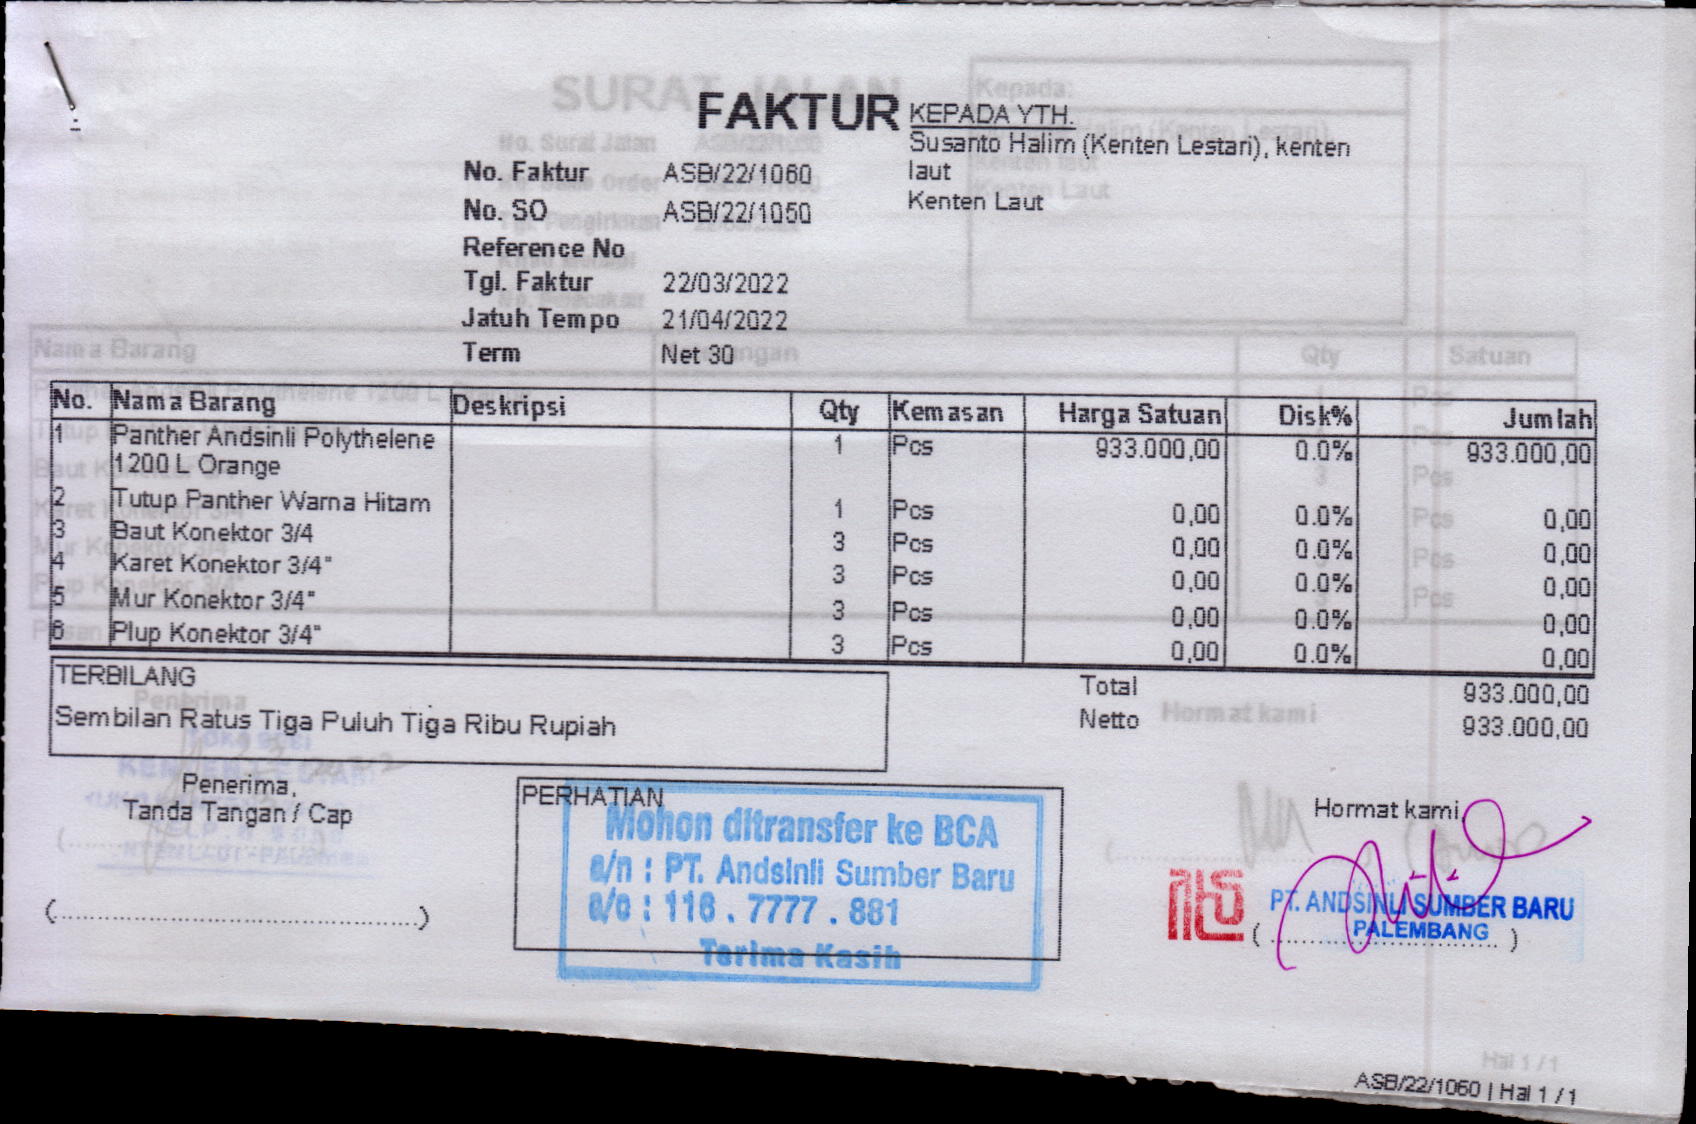 FAKTUR
KEPADA YTH.
Susanto Halim (Kenten Lestari), kenten
laut
Kenten Laut
No. Faktur ASB/22/1060
No. SO ASB/22/1050
Reference No
Tgl. Faktur 22/03/2022
Jatuh Tempo 21/04/2022
Term Net 30
No. Nama Barang Deskripsi Qty Kemasan Harga Satuan Disk% Jumlah
1 Panther Andsinli Polythelene 1 Pcs 933.000,00 0.0% 933.000,00
1200 L Orange
2 Tutup Panther Warna Hitam 1 Pcs 0,00 0.0% 0,00
3 Baut Konektor 3/4 3 Pcs 0,00 0.0% 0,00
4 Karet Konektor 3/4" 3 Pcs 0,00 0.0% 0,00
5 Mur Konektor 3/4" 3 Pcs 0,00 0.0% 0,00
6 Plup Konektor 3/4" 3 Pcs 0,00 0.0% 0,00
TERBILANG
Sembilan Ratus Tiga Puluh Tiga Ribu Rupiah
Total 933.000,00
Netto 933.000,00
Penerima,
Tanda Tangan / Cap
(........................................)
PERHATIAN
Mohon ditransfer ke BCA
a/n : PT. Andsinli Sumber Baru
a/c : 116 . 7777 . 881
Terima Kasih
Hormat kami,
PT. ANDSINLI SUMBER BARU
PALEMBANG
(........................................)
ASB/22/1060 | Hal 1 / 1